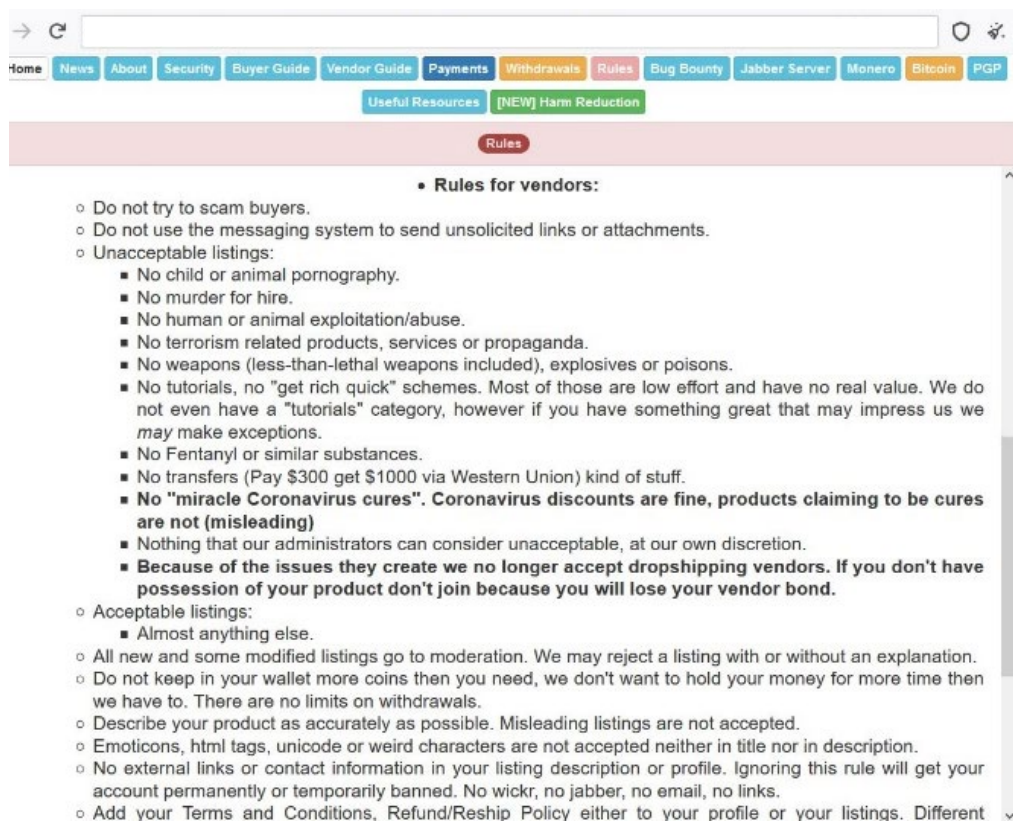 Home News About Security Buyer Guide Vendor Guide Payments Withdrawals Rules Bug Bounty Jabber Server Monero Bitcoin PGP
Useful Resources [NEW] Harm Reduction
Rules
• Rules for vendors:
Do not try to scam buyers.
Do not use the messaging system to send unsolicited links or attachments.
Unacceptable listings:
No child or animal pornography.
No murder for hire.
No human or animal exploitation/abuse.
No terrorism related products, services or propaganda.
No weapons (less-than-lethal weapons included), explosives or poisons.
No tutorials, no "get rich quick" schemes. Most of those are low effort and have no real value. We do
not even have a "tutorials" category, however if you have something great that may impress us we
may make exceptions.
No Fentanyl or similar substances.
No transfers (Pay $300 get $1000 via Western Union) kind of stuff.
No "miracle Coronavirus cures". Coronavirus discounts are fine, products claiming to be cures
are not (misleading)
Nothing that our administrators can consider unacceptable, at our own discretion.
Because of the issues they create we no longer accept dropshipping vendors. If you don't have
possession of your product don't join because you will lose your vendor bond.
Acceptable listings:
Almost anything else.
All new and some modified listings go to moderation. We may reject a listing with or without an explanation.
Do not keep in your wallet more coins then you need, we don't want to hold your money for more time then
we have to. There are no limits on withdrawals.
Describe your product as accurately as possible. Misleading listings are not accepted.
Emoticons, html tags, unicode or weird characters are not accepted neither in title nor in description.
No external links or contact information in your listing description or profile. Ignoring this rule will get your
account permanently or temporarily banned. No wickr, no jabber, no email, no links.
Add your Terms and Conditions, Refund/Reship Policy either to your profile or your listings. Different